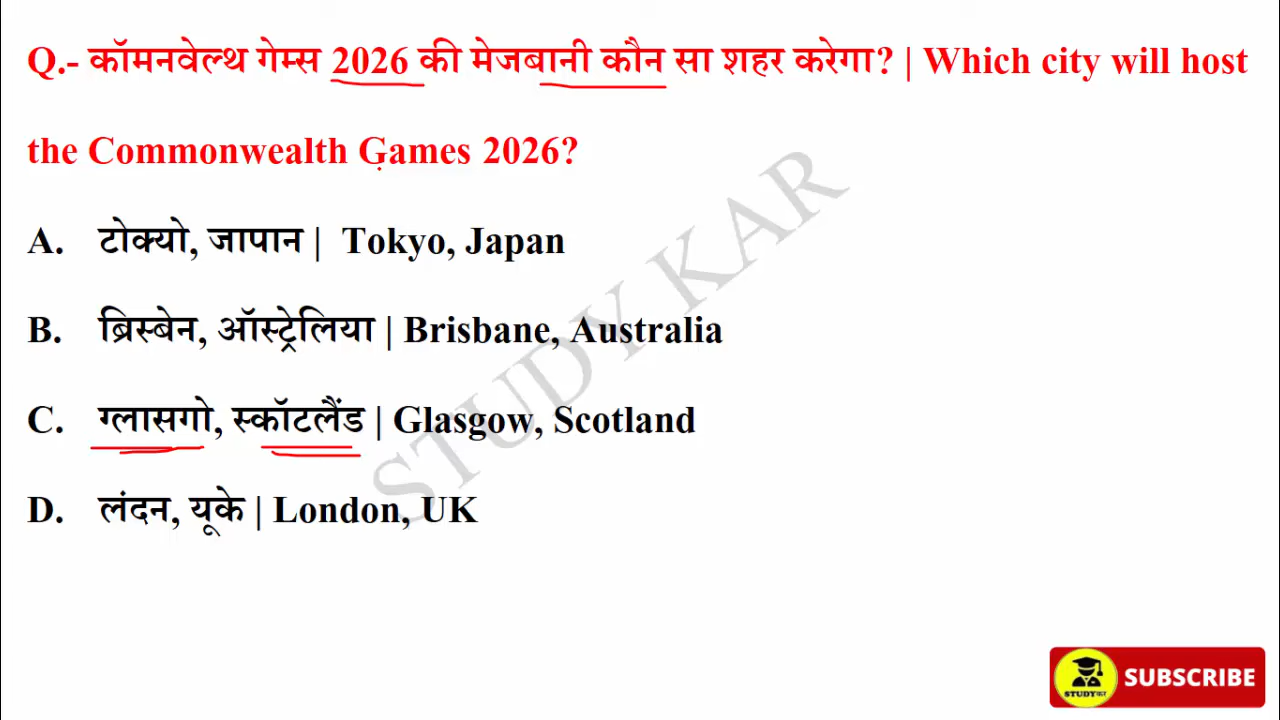 Q.- कॉमनवेल्थ गेम्स 2026 की मेजबानी कौन सा शहर करेगा? | Which city will host
the Commonwealth Games 2026?
A. टोक्यो, जापान | Tokyo, Japan
B. ब्रिस्बेन, ऑस्ट्रेलिया | Brisbane, Australia
C. ग्लासगो, स्कॉटलैंड | Glasgow, Scotland
D. लंदन, यूके | London, UK
STUDY KAR
SUBSCRIBE
STUDYकर